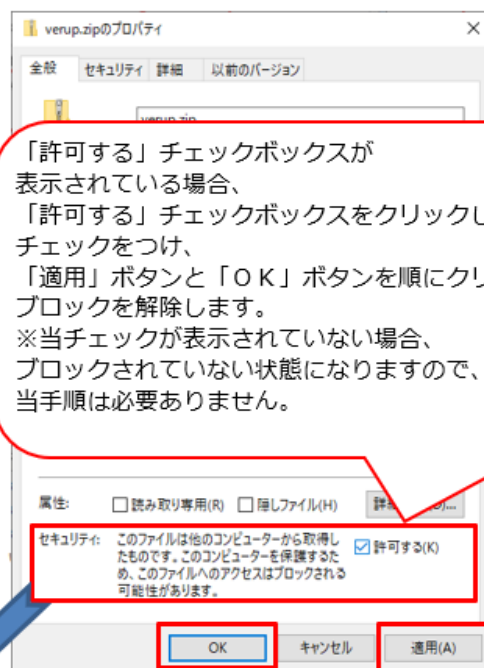 verup.zipのプロパティ
全般 セキュリティ 詳細 以前のバージョン
「許可する」チェックボックスが
表示されている場合、
「許可する」チェックボックスをクリックし
チェックをつけ、
「適用」ボタンと「ＯＫ」ボタンを順にクリ
ブロックを解除します。
※当チェックが表示されていない場合、
ブロックされていない状態になりますので、
当手順は必要ありません。
属性: 読み取り専用(R) 隠しファイル(H)
セキュリティ: このファイルは他のコンピューターから取得し
たものです。このコンピューターを保護するた
め、このファイルへのアクセスはブロックされる
可能性があります。
許可する(K)
OK キャンセル 適用(A)